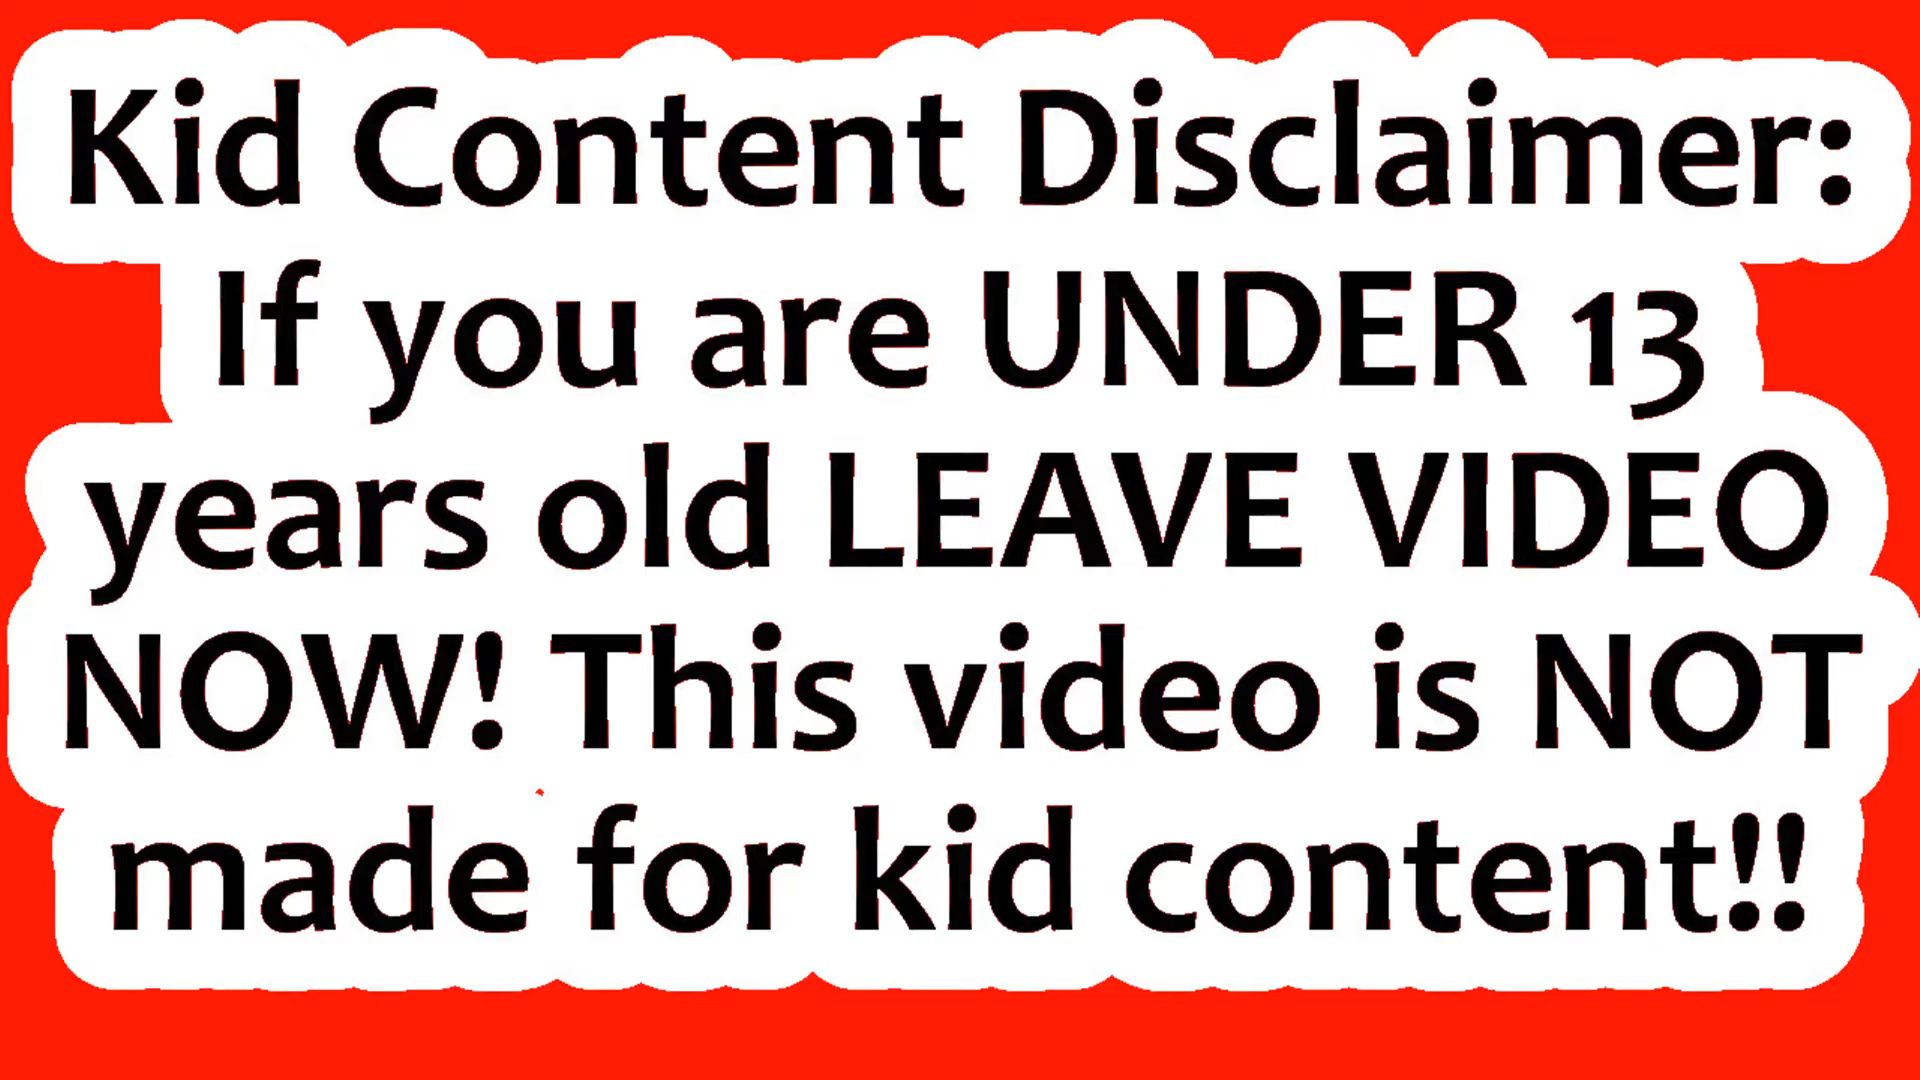 Kid Content Disclaimer:
If you are UNDER 13
years old LEAVE VIDEO
NOW! This video is NOT
made for kid content!!